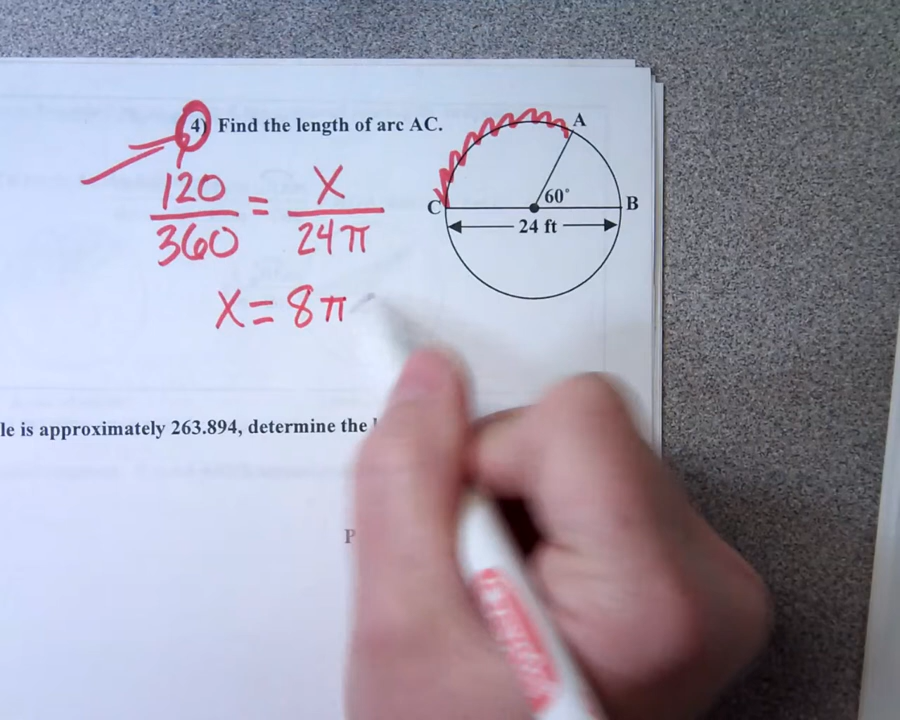 4) Find the length of arc AC.
A
120/360 = X/24π
60°
C
B
24 ft
X = 8π
le is approximately 263.894, determine the
P